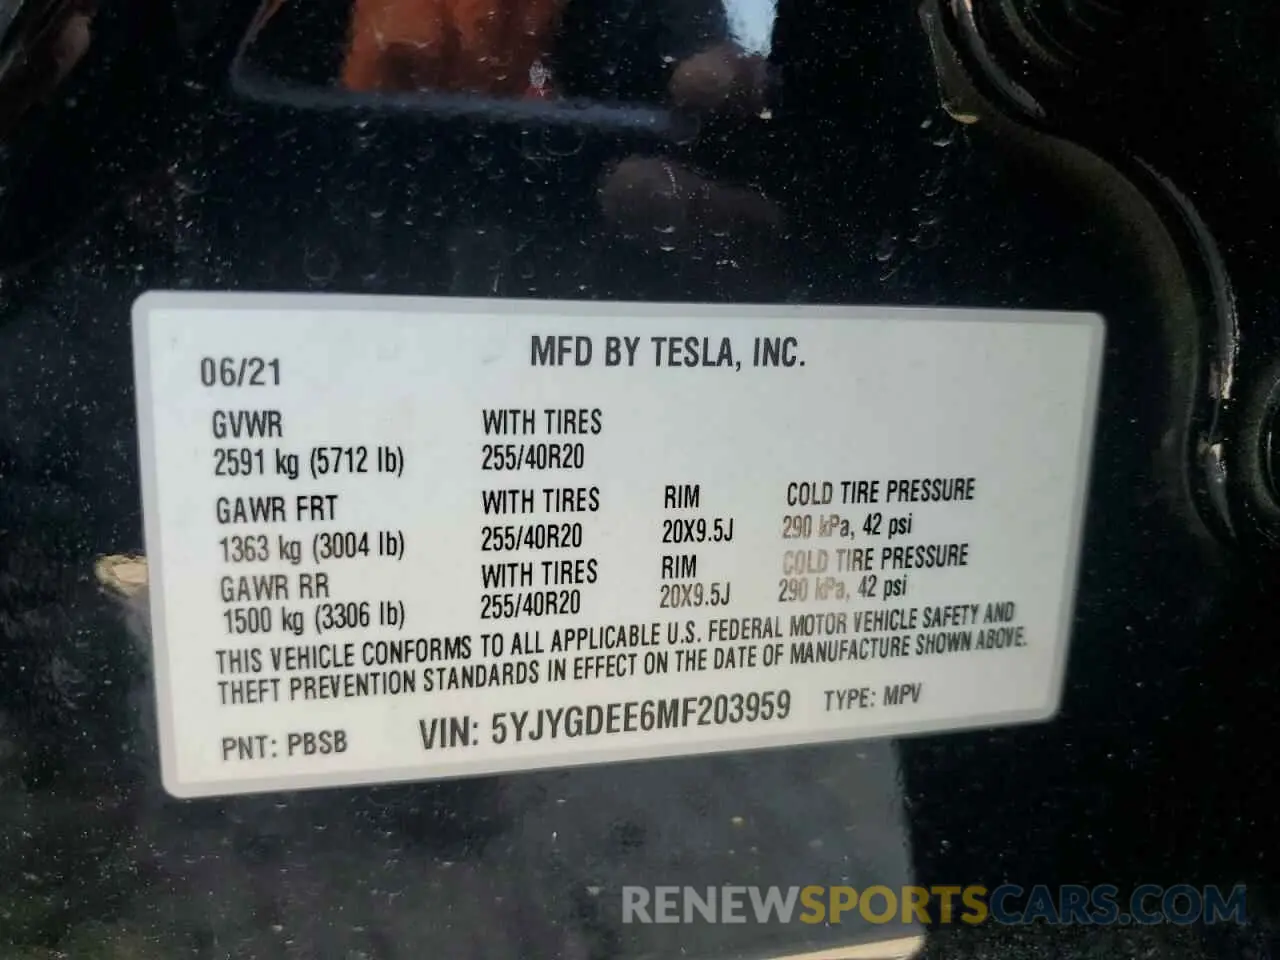 MFD BY TESLA, INC.
06/21
GVWR WITH TIRES
2591 kg (5712 lb) 255/40R20
GAWR FRT WITH TIRES RIM COLD TIRE PRESSURE
1363 kg (3004 lb) 255/40R20 20X9.5J 290 kPa, 42 psi
GAWR RR WITH TIRES RIM COLD TIRE PRESSURE
1500 kg (3306 lb) 255/40R20 20X9.5J 290 kPa, 42 psi
THIS VEHICLE CONFORMS TO ALL APPLICABLE U.S. FEDERAL MOTOR VEHICLE SAFETY AND
THEFT PREVENTION STANDARDS IN EFFECT ON THE DATE OF MANUFACTURE SHOWN ABOVE.
PNT: PBSB VIN: 5YJYGDEE6MF203959 TYPE: MPV
RENEWSPORTSCARS.COM